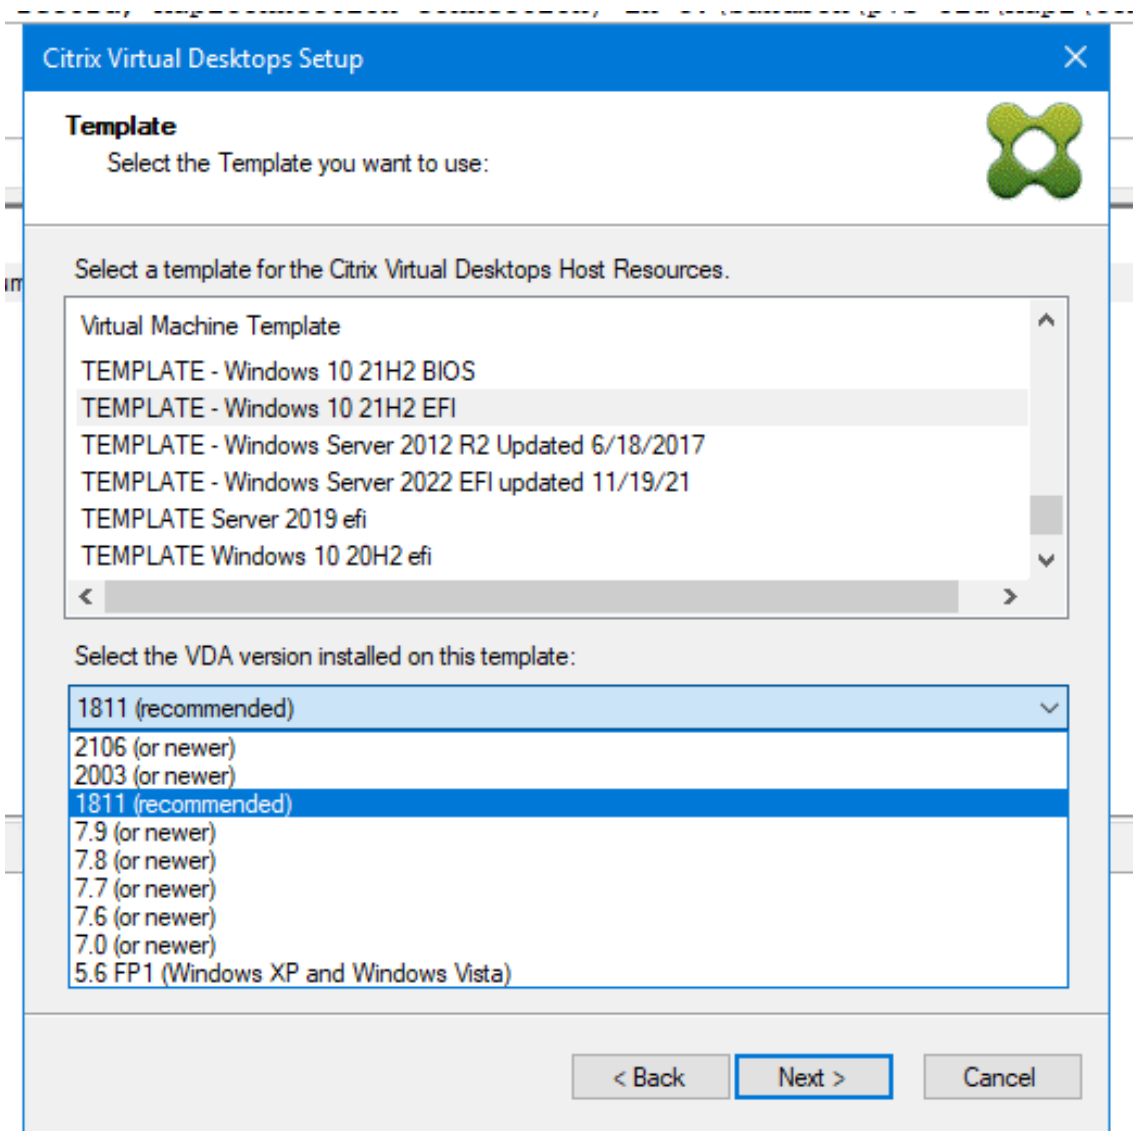 Citrix Virtual Desktops Setup
Template
Select the Template you want to use:
Select a template for the Citrix Virtual Desktops Host Resources.
Virtual Machine Template
TEMPLATE - Windows 10 21H2 BIOS
TEMPLATE - Windows 10 21H2 EFI
TEMPLATE - Windows Server 2012 R2 Updated 6/18/2017
TEMPLATE - Windows Server 2022 EFI updated 11/19/21
TEMPLATE Server 2019 efi
TEMPLATE Windows 10 20H2 efi
Select the VDA version installed on this template:
1811 (recommended)
2106 (or newer)
2003 (or newer)
1811 (recommended)
7.9 (or newer)
7.8 (or newer)
7.7 (or newer)
7.6 (or newer)
7.0 (or newer)
5.6 FP1 (Windows XP and Windows Vista)
< Back Next > Cancel